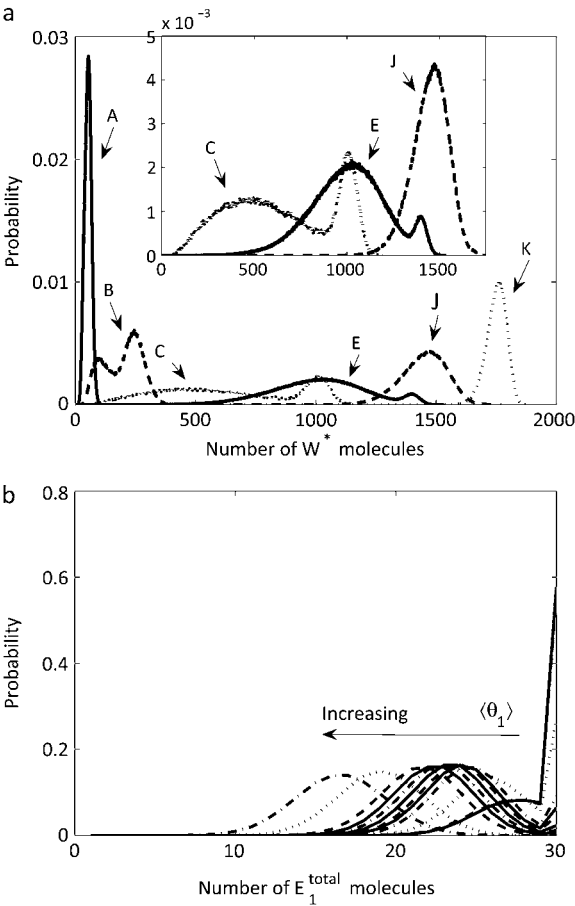 a
x 10⁻³
0.03
0.02
0.01
0
Probability
5
4
3
2
1
0
0 500 1000 1500
A
B
C
E
J
K
C
E
J
0 500 1000 1500 2000
Number of W* molecules
b
0.8
0.6
0.4
0.2
0
Probability
Increasing ⟨θ₁⟩
0 10 20 30
Number of E₁ᵗᵒᵗᵃˡ molecules